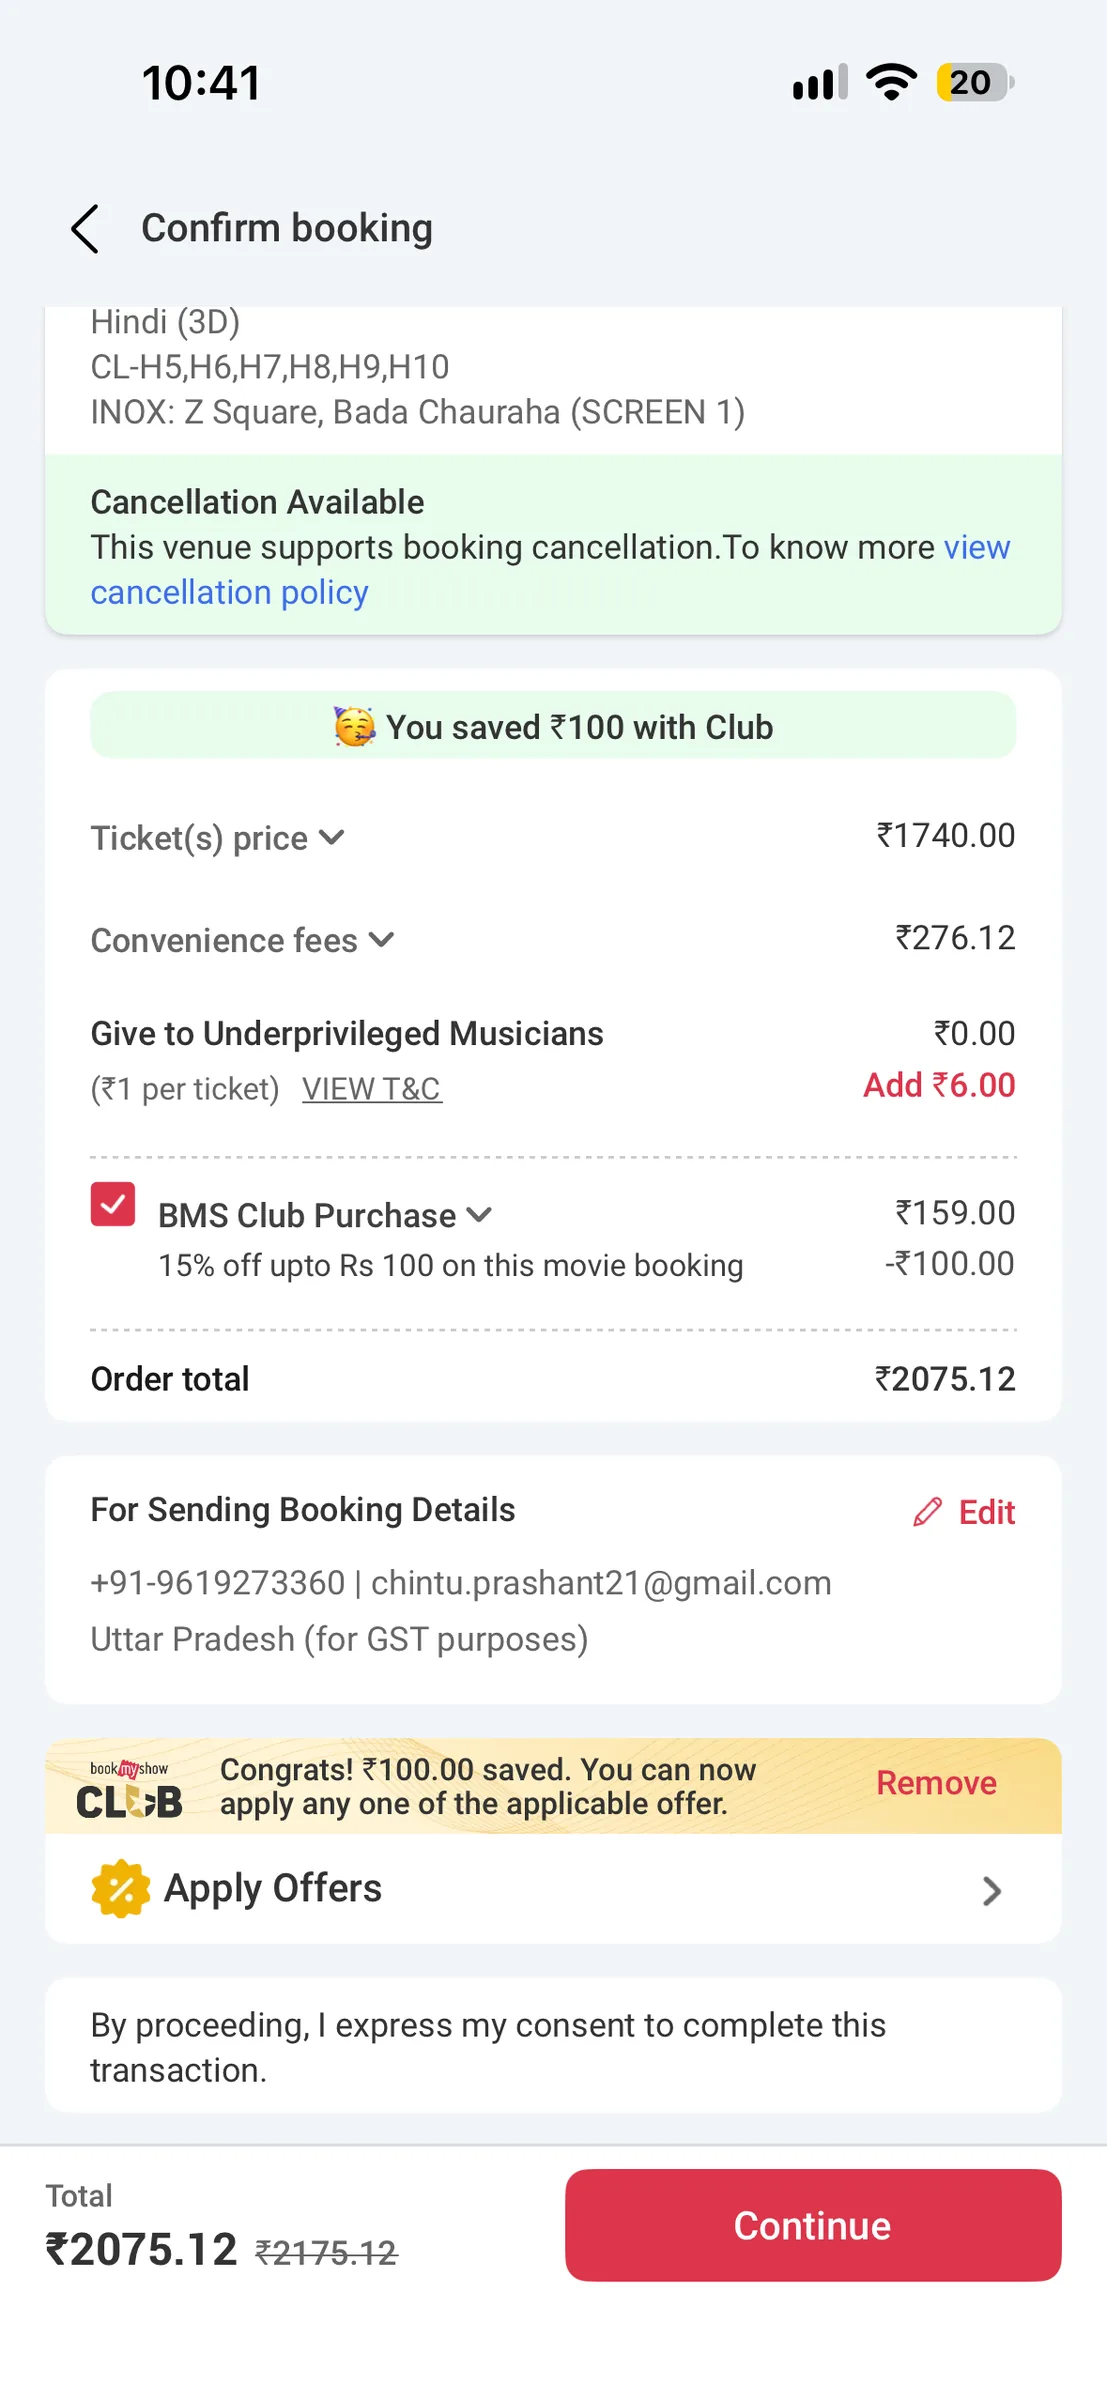 10:41
20
Confirm booking
Hindi (3D)
CL-H5,H6,H7,H8,H9,H10
INOX: Z Square, Bada Chauraha (SCREEN 1)
Cancellation Available
This venue supports booking cancellation.To know more view
cancellation policy
You saved ₹100 with Club
Ticket(s) price ₹1740.00
Convenience fees ₹276.12
Give to Underprivileged Musicians ₹0.00
(₹1 per ticket) VIEW T&C Add ₹6.00
BMS Club Purchase ₹159.00
15% off upto Rs 100 on this movie booking -₹100.00
Order total ₹2075.12
For Sending Booking Details Edit
+91-9619273360 | chintu.prashant21@gmail.com
Uttar Pradesh (for GST purposes)
bookmyshow
CLUB
Congrats! ₹100.00 saved. You can now
apply any one of the applicable offer.
Remove
Apply Offers
By proceeding, I express my consent to complete this
transaction.
Total
₹2075.12 ₹2175.12
Continue